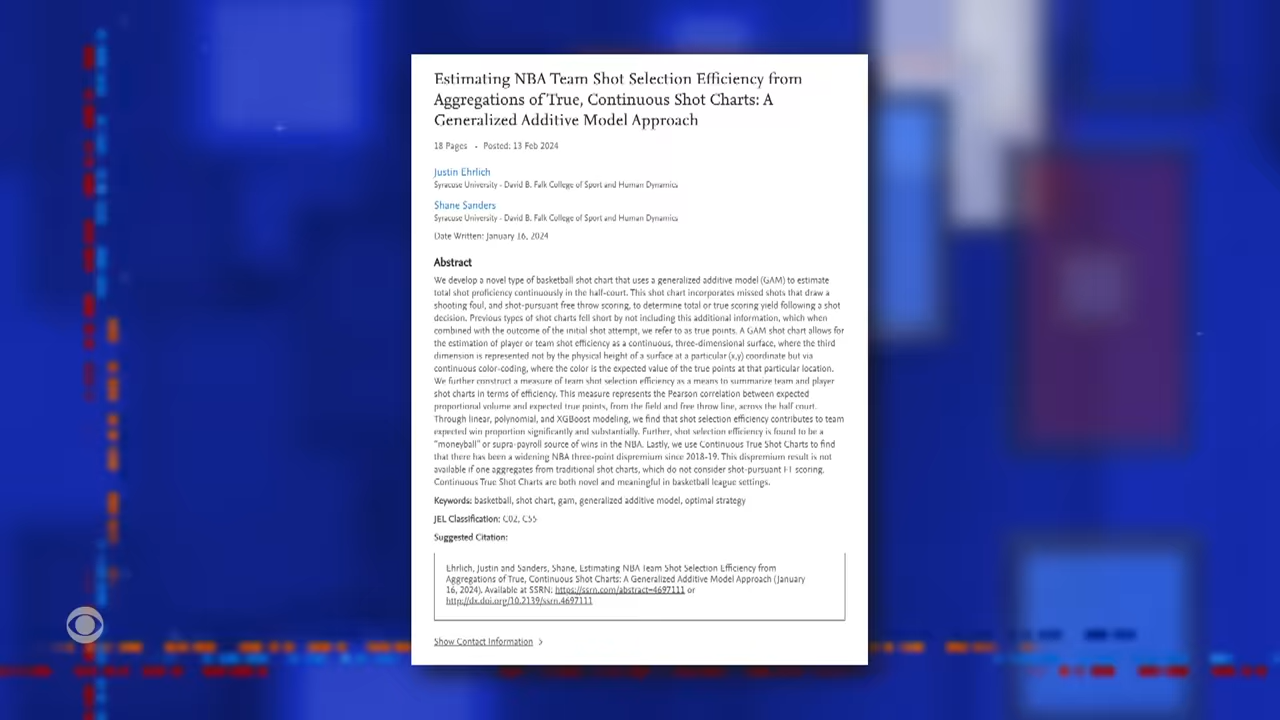 Estimating NBA Team Shot Selection Efficiency from
Aggregations of True, Continuous Shot Charts: A
Generalized Additive Model Approach
18 Pages • Posted: 13 Feb 2024
Justin Ehrlich
Syracuse University - David B. Falk College of Sport and Human Dynamics
Shane Sanders
Syracuse University - David B. Falk College of Sport and Human Dynamics
Date Written: January 16, 2024
Abstract
We develop a novel type of basketball shot chart that uses a generalized additive model (GAM) to estimate
total shot proficiency continuously in the half-court. This shot chart incorporates missed shots that draw a
shooting foul, and shot-pursuant free throw scoring, to determine total or true scoring yield following a shot
decision. Previous types of shot charts fell short by not including this additional information, which when
combined with the outcome of the initial shot attempt, we refer to as true points. A GAM shot chart allows for
the estimation of player or team shot efficiency as a continuous, three-dimensional surface, where the third
dimension is represented not by the physical height of a surface at a particular (x,y) coordinate but via
continuous color-coding, where the color is the expected value of the true points at that particular location.
We further construct a measure of team shot selection efficiency as a means to summarize team and player
shot charts in terms of efficiency. This measure represents the Pearson correlation between expected
proportional volume and expected true points, from the field and free throw line, across the half court.
Through linear, polynomial, and XGBoost modeling, we find that shot selection efficiency contributes to team
expected win proportion significantly and substantially. Further, shot selection efficiency is found to be a
"moneyball" or supra-payroll source of wins in the NBA. Lastly, we use Continuous True Shot Charts to find
that there has been a widening NBA three-point dispremium since 2018-19. This dispremium result is not
available if one aggregates from traditional shot charts, which do not consider shot-pursuant FT scoring.
Continuous True Shot Charts are both novel and meaningful in basketball league settings.
Keywords: basketball, shot chart, gam, generalized additive model, optimal strategy
JEL Classification: C02, C55
Suggested Citation:
Ehrlich, Justin and Sanders, Shane, Estimating NBA Team Shot Selection Efficiency from
Aggregations of True, Continuous Shot Charts: A Generalized Additive Model Approach (January
16, 2024). Available at SSRN: https://ssrn.com/abstract=4697111 or
http://dx.doi.org/10.2139/ssrn.4697111
Show Contact Information >